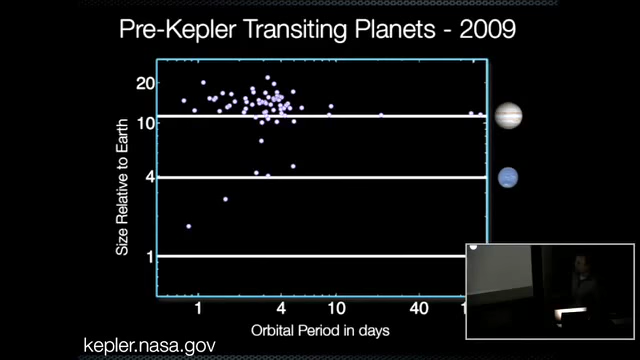 Pre-Kepler Transiting Planets - 2009
Size Relative to Earth
20
10
4
1
1 4 10 40
Orbital Period in days
kepler.nasa.gov